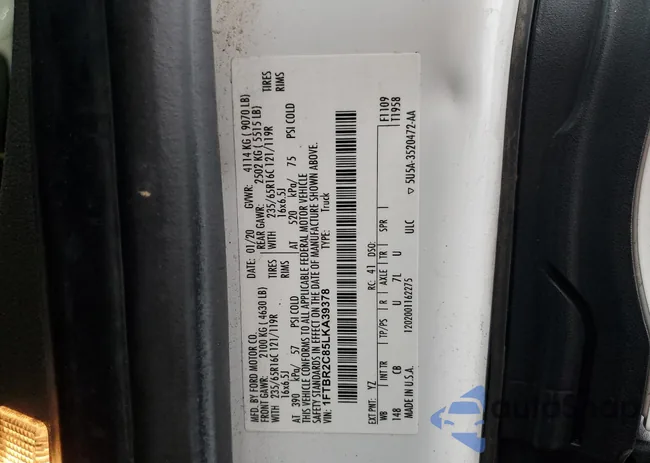 MFD. BY FORD MOTOR CO.
DATE: 01/20 GVWR: 4114 KG ( 9070 LB)
FRONT GAWR: 2100 KG ( 4630 LB) REAR GAWR: 2502 KG ( 5515 LB)
WITH 235/65R16C 121/119R TIRES WITH 235/65R16C 121/119R TIRES
16x6.5J RIMS 16x6.5J RIMS
AT 390 kPa/ 57 PSI COLD AT 520 kPa/ 75 PSI COLD
THIS VEHICLE CONFORMS TO ALL APPLICABLE FEDERAL MOTOR VEHICLE
SAFETY STANDARDS IN EFFECT ON THE DATE OF MANUFACTURE SHOWN ABOVE.
VIN: 1FTBR2C85LKA39378 TYPE: Truck
F1109
T1958
EXT PNT: YZ RC: 41 DSO:
WB INT TR TP/PS R AXLE TR SPR
148 CB U 7L U ULC
MADE IN U.S.A. 1202001162275 ▽ 5U5A-3520472-AA
autoshop